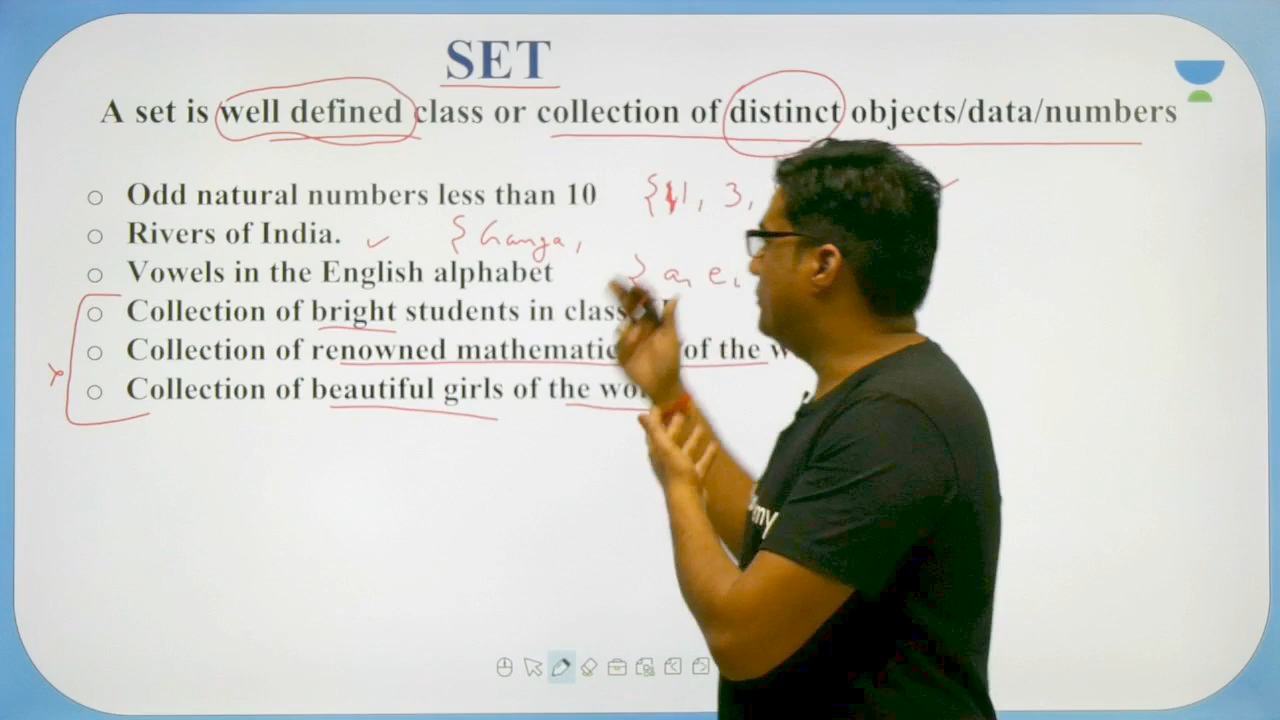 SET
A set is well defined class or collection of distinct objects/data/numbers
○ Odd natural numbers less than 10 {1, 3,
○ Rivers of India. ✓ { Ganga,
○ Vowels in the English alphabet { a, e,
○ Collection of bright students in class
○ Collection of renowned of the
○ Collection of beautiful girls of the